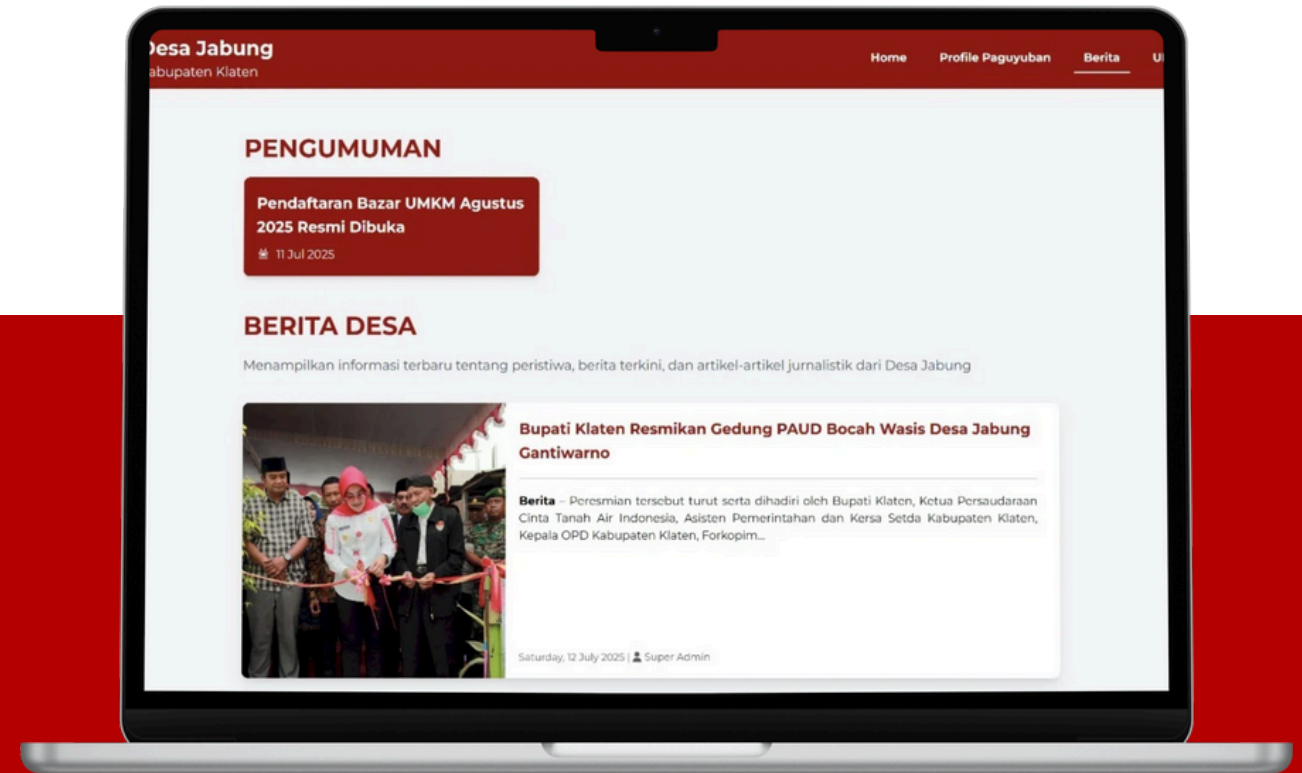 Desa Jabung
Kabupaten Klaten
Home Profile Paguyuban Berita
PENGUMUMAN
Pendaftaran Bazar UMKM Agustus
2025 Resmi Dibuka
11 Jul 2025
BERITA DESA
Menampilkan informasi terbaru tentang peristiwa, berita terkini, dan artikel-artikel jurnalistik dari Desa Jabung
Bupati Klaten Resmikan Gedung PAUD Bocah Wasis Desa Jabung
Gantiwarno
Berita – Peresmian tersebut turut serta dihadiri oleh Bupati Klaten, Ketua Persaudaraan
Cinta Tanah Air Indonesia, Asisten Pemerintahan dan Kersa Setda Kabupaten Klaten,
Kepala OPD Kabupaten Klaten, Forkopim...
Saturday, 12 July 2025 | Super Admin